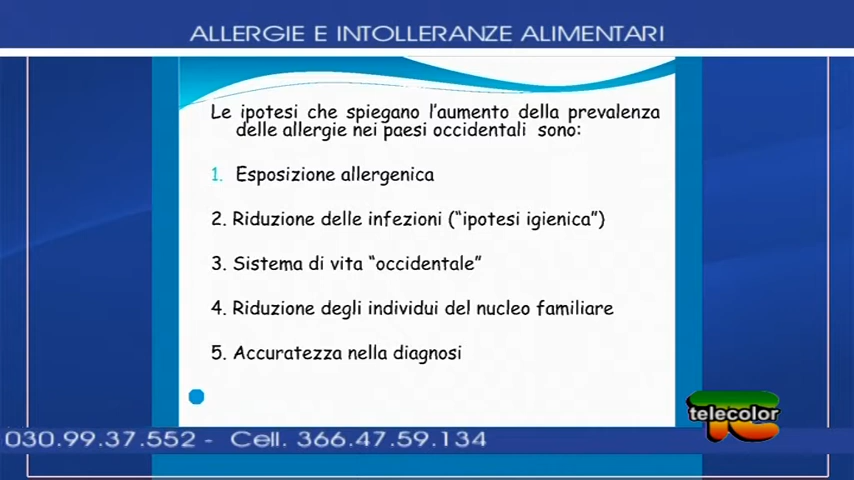 ALLERGIE E INTOLLERANZE ALIMENTARI
Le ipotesi che spiegano l'aumento della prevalenza
delle allergie nei paesi occidentali sono:
1. Esposizione allergenica
2. Riduzione delle infezioni ("ipotesi igienica")
3. Sistema di vita "occidentale"
4. Riduzione degli individui del nucleo familiare
5. Accuratezza nella diagnosi
telecolor
030.99.37.552 - Cell. 366.47.59.134